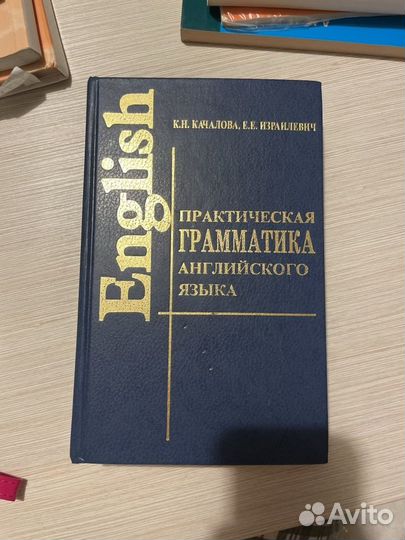 К.Н. КАЧАЛОВА, Е.Е. ИЗРАИЛЕВИЧ
English
ПРАКТИЧЕСКАЯ
ГРАММАТИКА
АНГЛИЙСКОГО
ЯЗЫКА
Avito